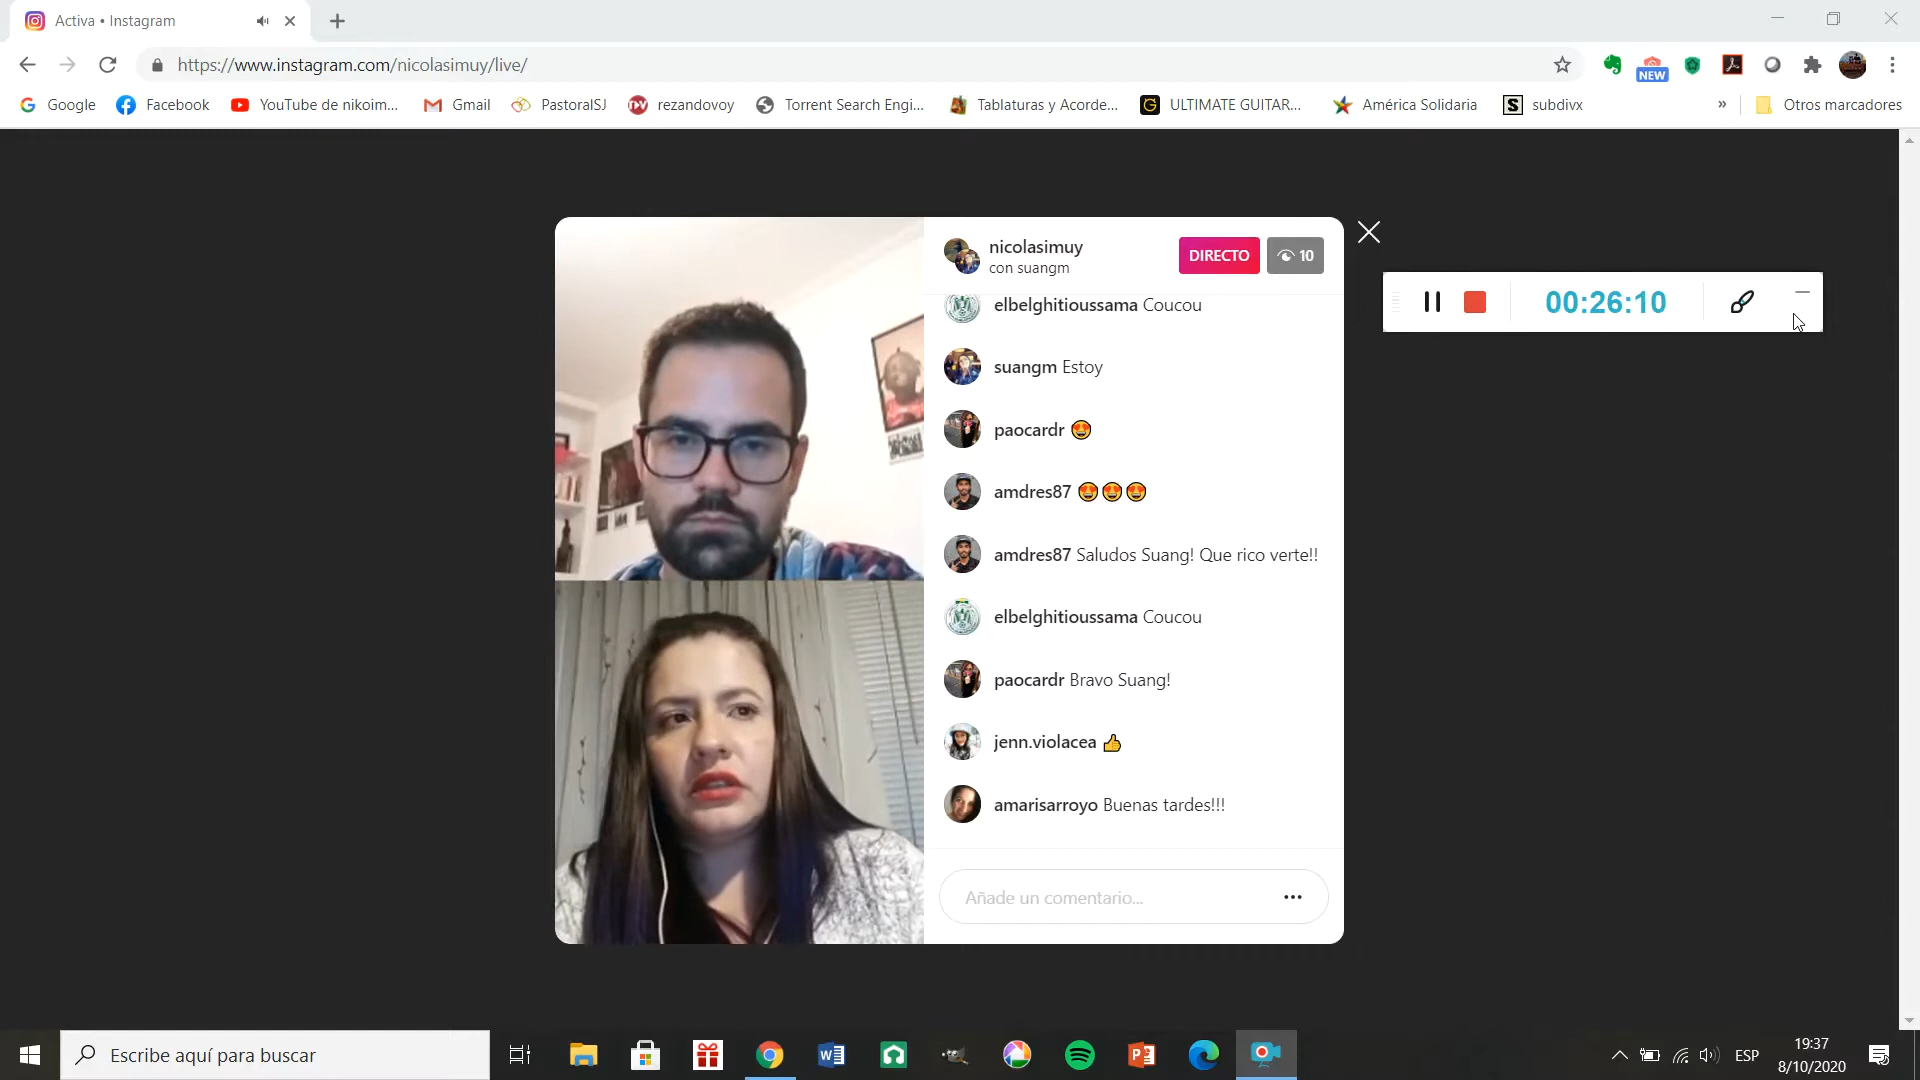 Activa • Instagram
https://www.instagram.com/nicolasimuy/live/
NEW
Google
Facebook
YouTube de nikoim...
Gmail
PastoralSJ
rezandovoy
Torrent Search Engi...
Tablaturas y Acorde...
ULTIMATE GUITAR...
América Solidaria
subdivx
»
Otros marcadores
nicolasimuy
con suangm
DIRECTO
10
00:26:10
elbelghitioussama Coucou
suangm Estoy
paocardr 😍
amdres87 😍😍😍
amdres87 Saludos Suang! Que rico verte!!
elbelghitioussama Coucou
paocardr Bravo Suang!
jenn.violacea 👍
amarisarroyo Buenas tardes!!!
Añade un comentario...
Escribe aquí para buscar
ESP
19:37
8/10/2020